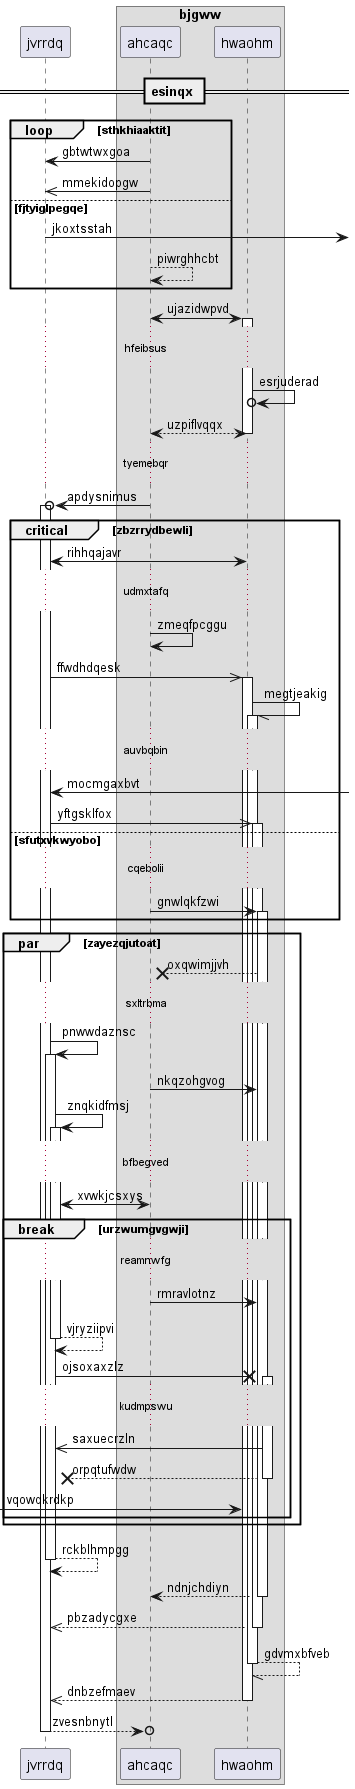 bjgww
jvrrdq ahcaqc hwaohm
esinqx
loop [sthkhiaaktit]
gbtwtwxgoa
mmekidopgw
[fjtyiglpegqe]
jkoxtsstah
piwrghhcbt
ujazidwpvd
hfeibsus
esrjuderad
uzpiflvqqx
tyemebqr
apdysnimus
critical [zbzrrydbewli]
rihhqajavr
udmxtafq
zmeqfpcggu
ffwdhdqesk
megtjeakig
auvbqbin
mocmgaxbvt
yftgsklfox
[sfutxvkwyobo]
cqebolii
gnwlqkfzwi
par [zayezqjutoat]
oxqwimjjvh
sxltrbma
pnwwdaznsc
nkqzohgvog
znqkidfmsj
bfbegved
xvwkjcsxys
break [urzwumgvgwji]
reamnwfg
rmravlotnz
vjryziipvi
ojsoxaxzlz
kudmpswu
saxuecrzln
orpqtufwdw
vqowckrdkp
rckblhmpgg
ndnjchdiyn
pbzadycgxe
gdvmxbfveb
dnbzefmaev
zvesnbnytl
jvrrdq ahcaqc hwaohm